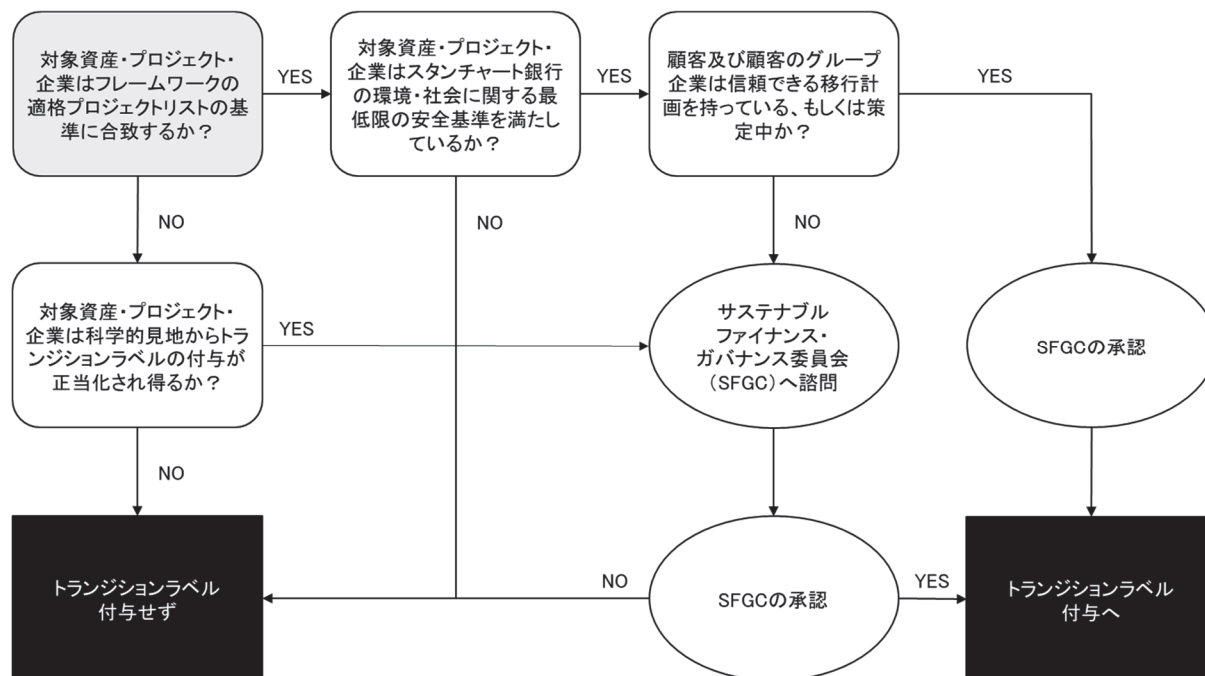 対象資産・プロジェクト・
企業はフレームワークの
適格プロジェクトリストの基
準に合致するか？
YES
対象資産・プロジェクト・
企業はスタンチャート銀行
の環境・社会に関する最
低限の安全基準を満たし
ているか？
YES
顧客及び顧客のグループ
企業は信頼できる移行計
画を持っている、もしくは策
定中か？
YES
NO
NO
NO
対象資産・プロジェクト・
企業は科学的見地からトラ
ンジションラベルの付与が
正当化され得るか？
YES
サステナブル
ファイナンス・
ガバナンス委員会
（SFGC）へ諮問
SFGCの承認
NO
トランジションラベル
付与せず
NO
SFGCの承認
YES
トランジションラベル
付与へ